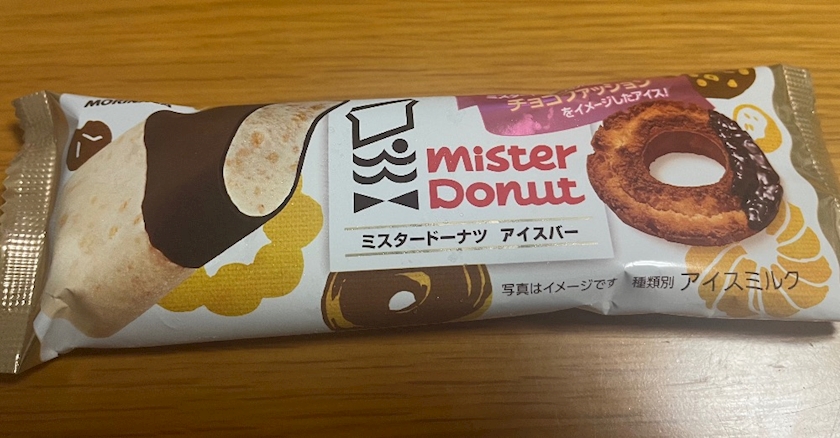 チョコファッション
をイメージしたアイス!
mister
Donut
ミスタードーナツ アイスバー
写真はイメージです
種類別 アイスミルク